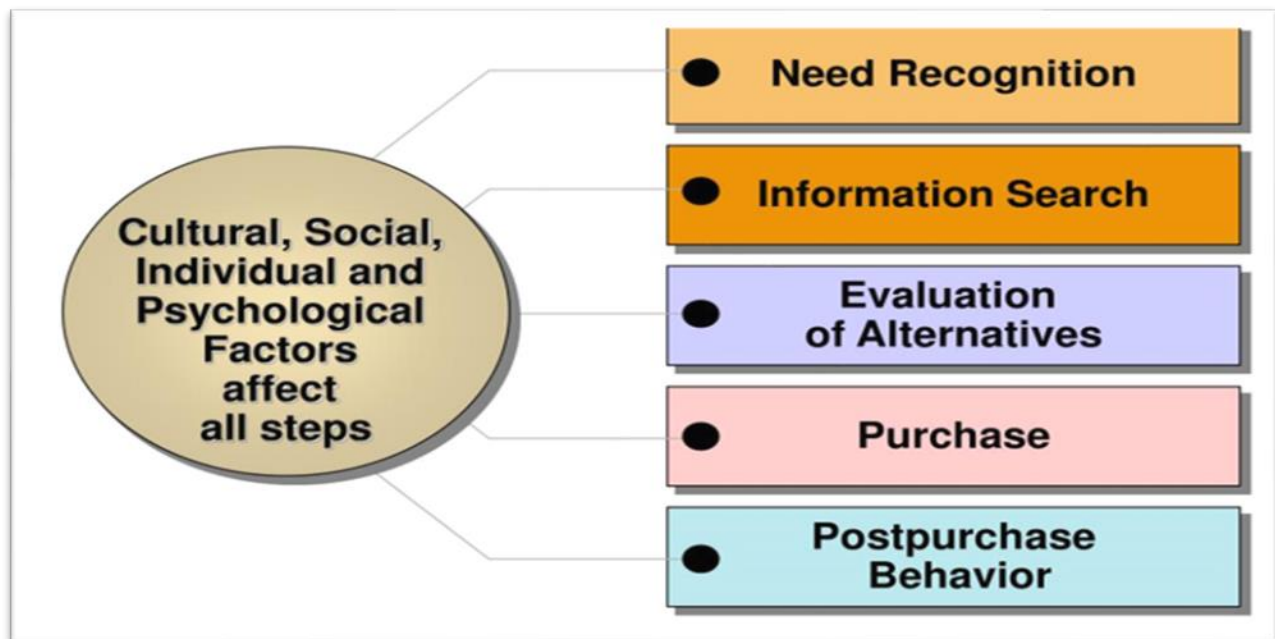 Cultural, Social,
Individual and
Psychological
Factors
affect
all steps
Need Recognition
Information Search
Evaluation
of Alternatives
Purchase
Postpurchase
Behavior